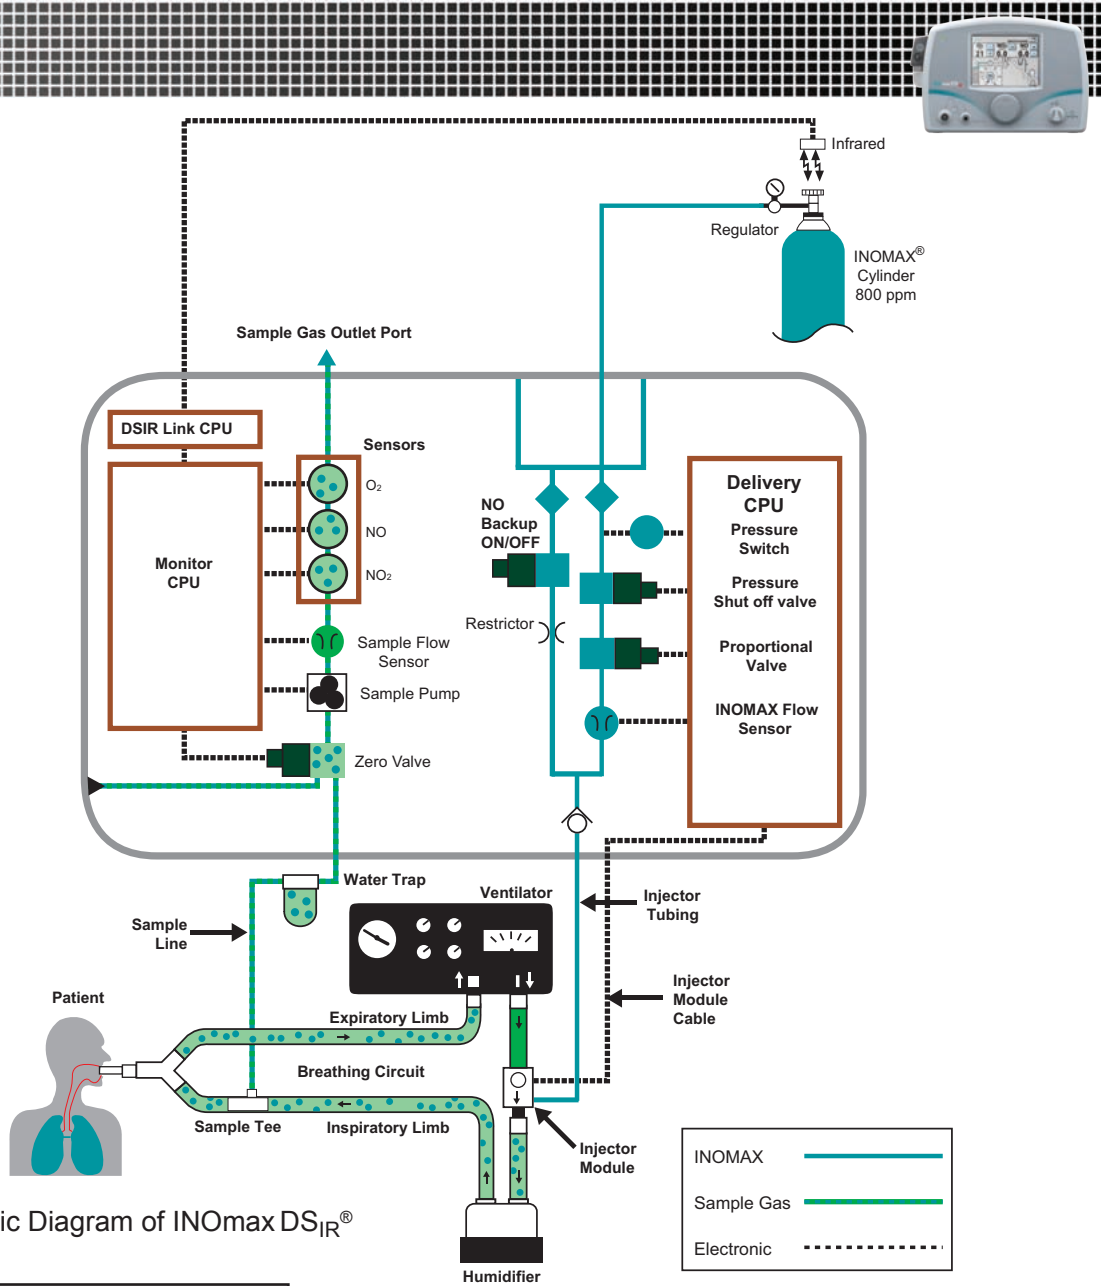 Infrared
Regulator
INOMAX®
Cylinder
800 ppm
Sample Gas Outlet Port
DSIR Link CPU
Sensors
O₂
NO
NO₂
Monitor
CPU
Sample Flow
Sensor
Sample Pump
Zero Valve
NO
Backup
ON/OFF
Restrictor
Delivery
CPU
Pressure
Switch
Pressure
Shut off valve
Proportional
Valve
INOMAX Flow
Sensor
Water Trap
Sample
Line
Ventilator
Injector
Tubing
Injector
Module
Cable
Patient
Expiratory Limb
Breathing Circuit
Sample Tee
Inspiratory Limb
Injector
Module
Humidifier
INOMAX
Sample Gas
Electronic
ic Diagram of INOmax DSIR®